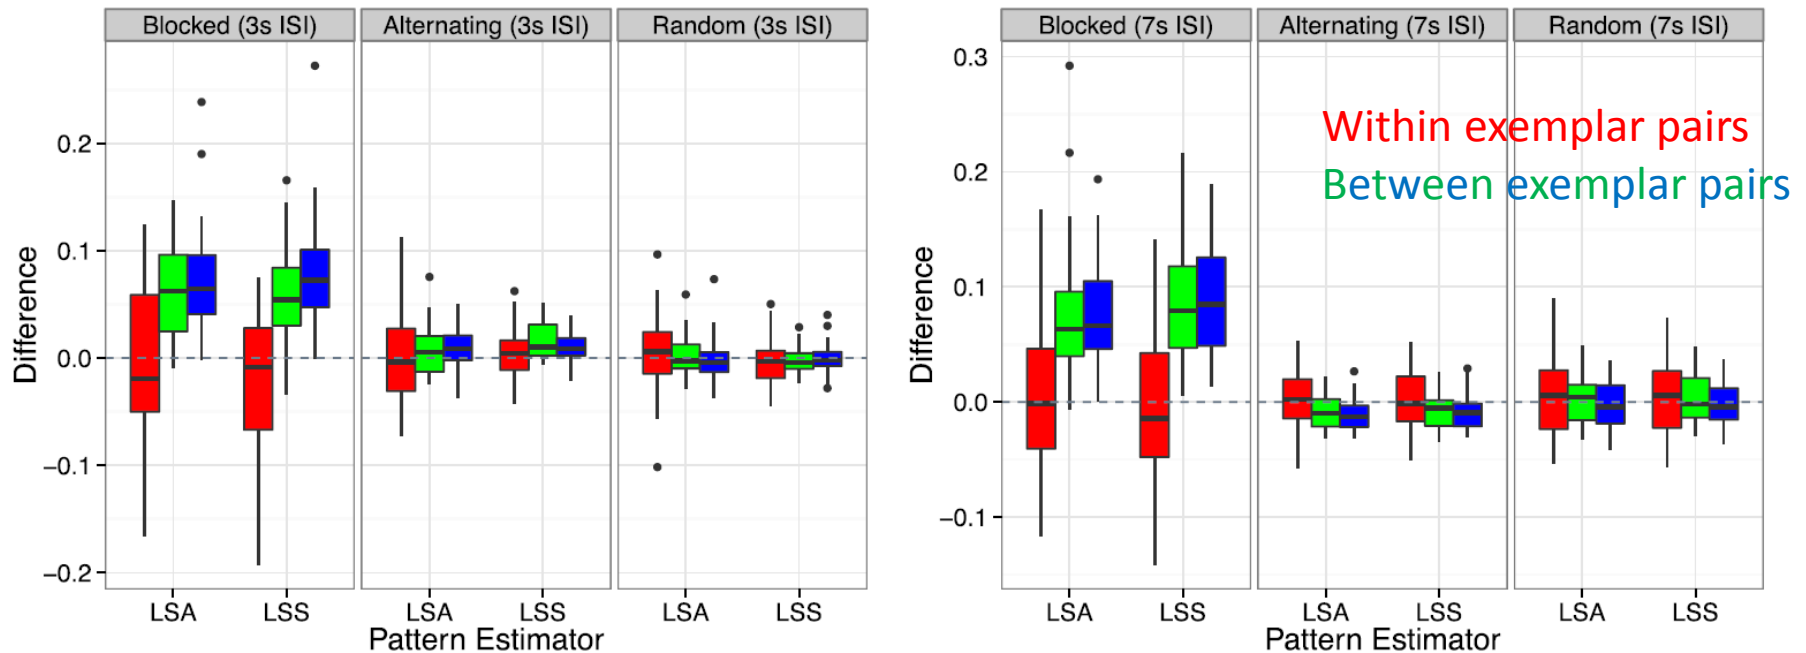 Blocked (3s ISI) Alternating (3s ISI) Random (3s ISI)
Difference
0.2
0.1
0.0
−0.1
−0.2
LSA LSS LSA LSS LSA LSS
Pattern Estimator
Blocked (7s ISI) Alternating (7s ISI) Random (7s ISI)
Within exemplar pairs
Between exemplar pairs
Difference
0.3
0.2
0.1
0.0
−0.1
LSA LSS LSA LSS LSA LSS
Pattern Estimator